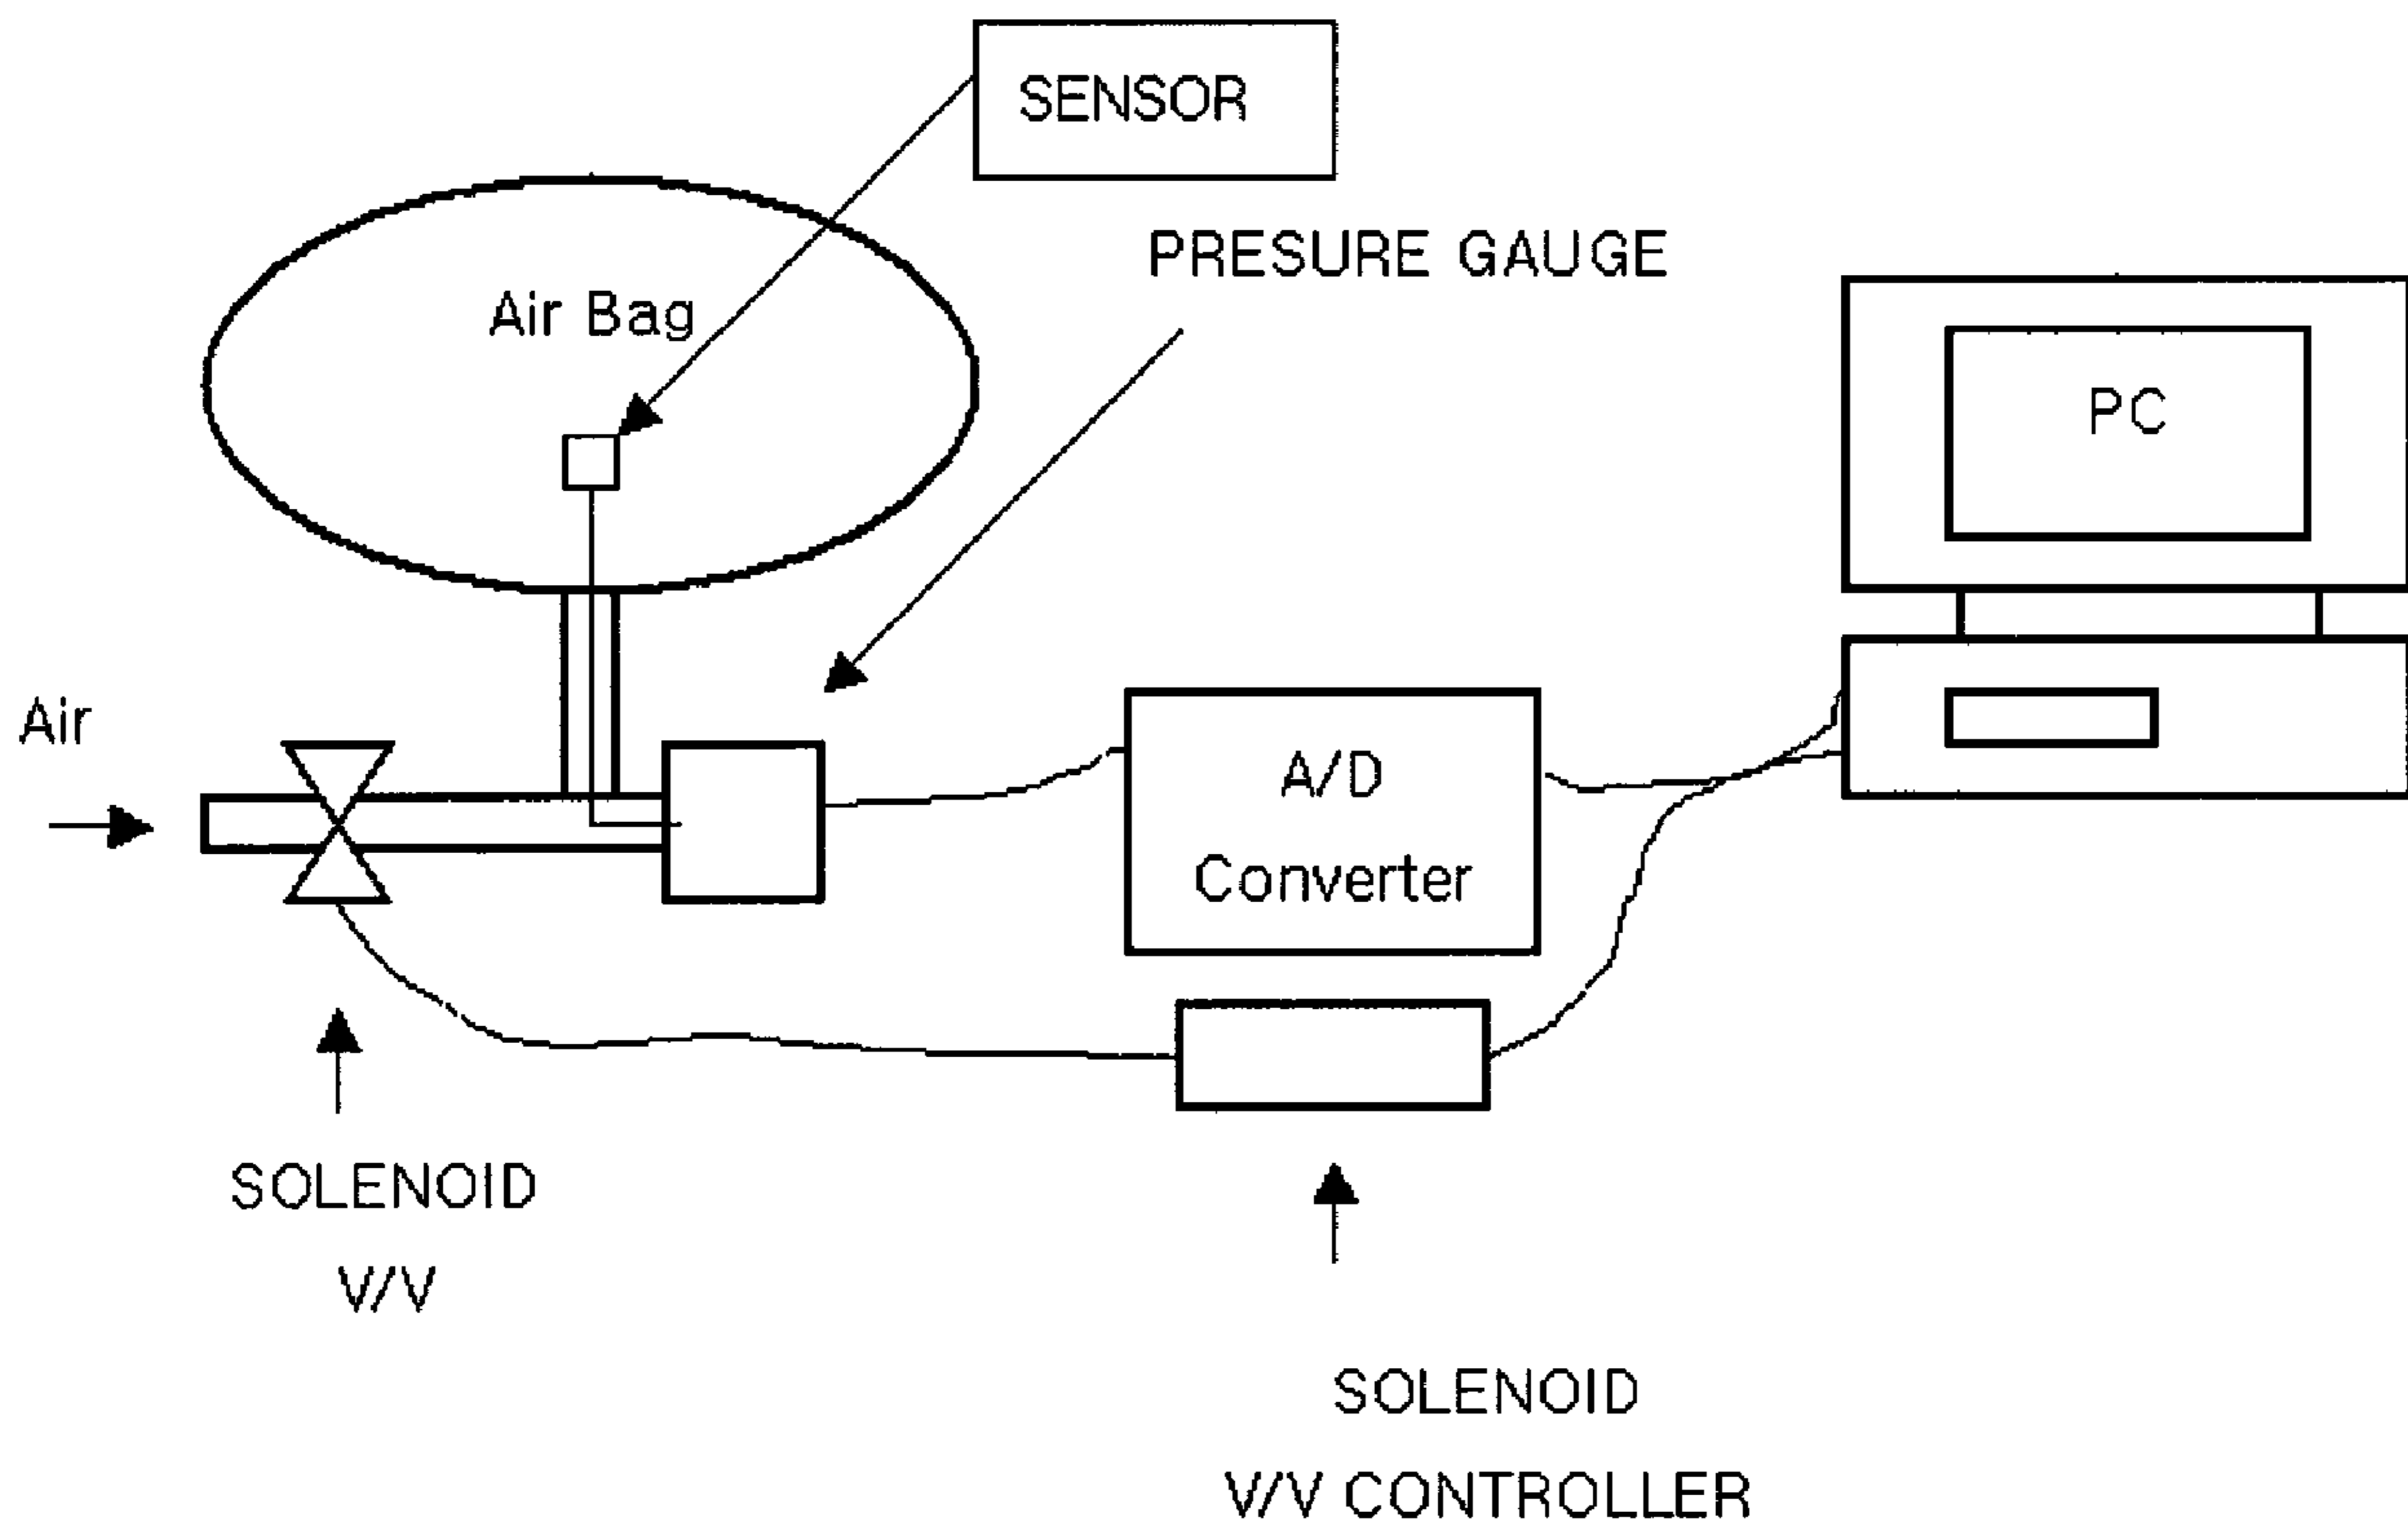 SENSOR
PRESURE GAUGE
Air Bag
PC
Air
A/D
Converter
SOLENOID
V/V
SOLENOID
V/V CONTROLLER